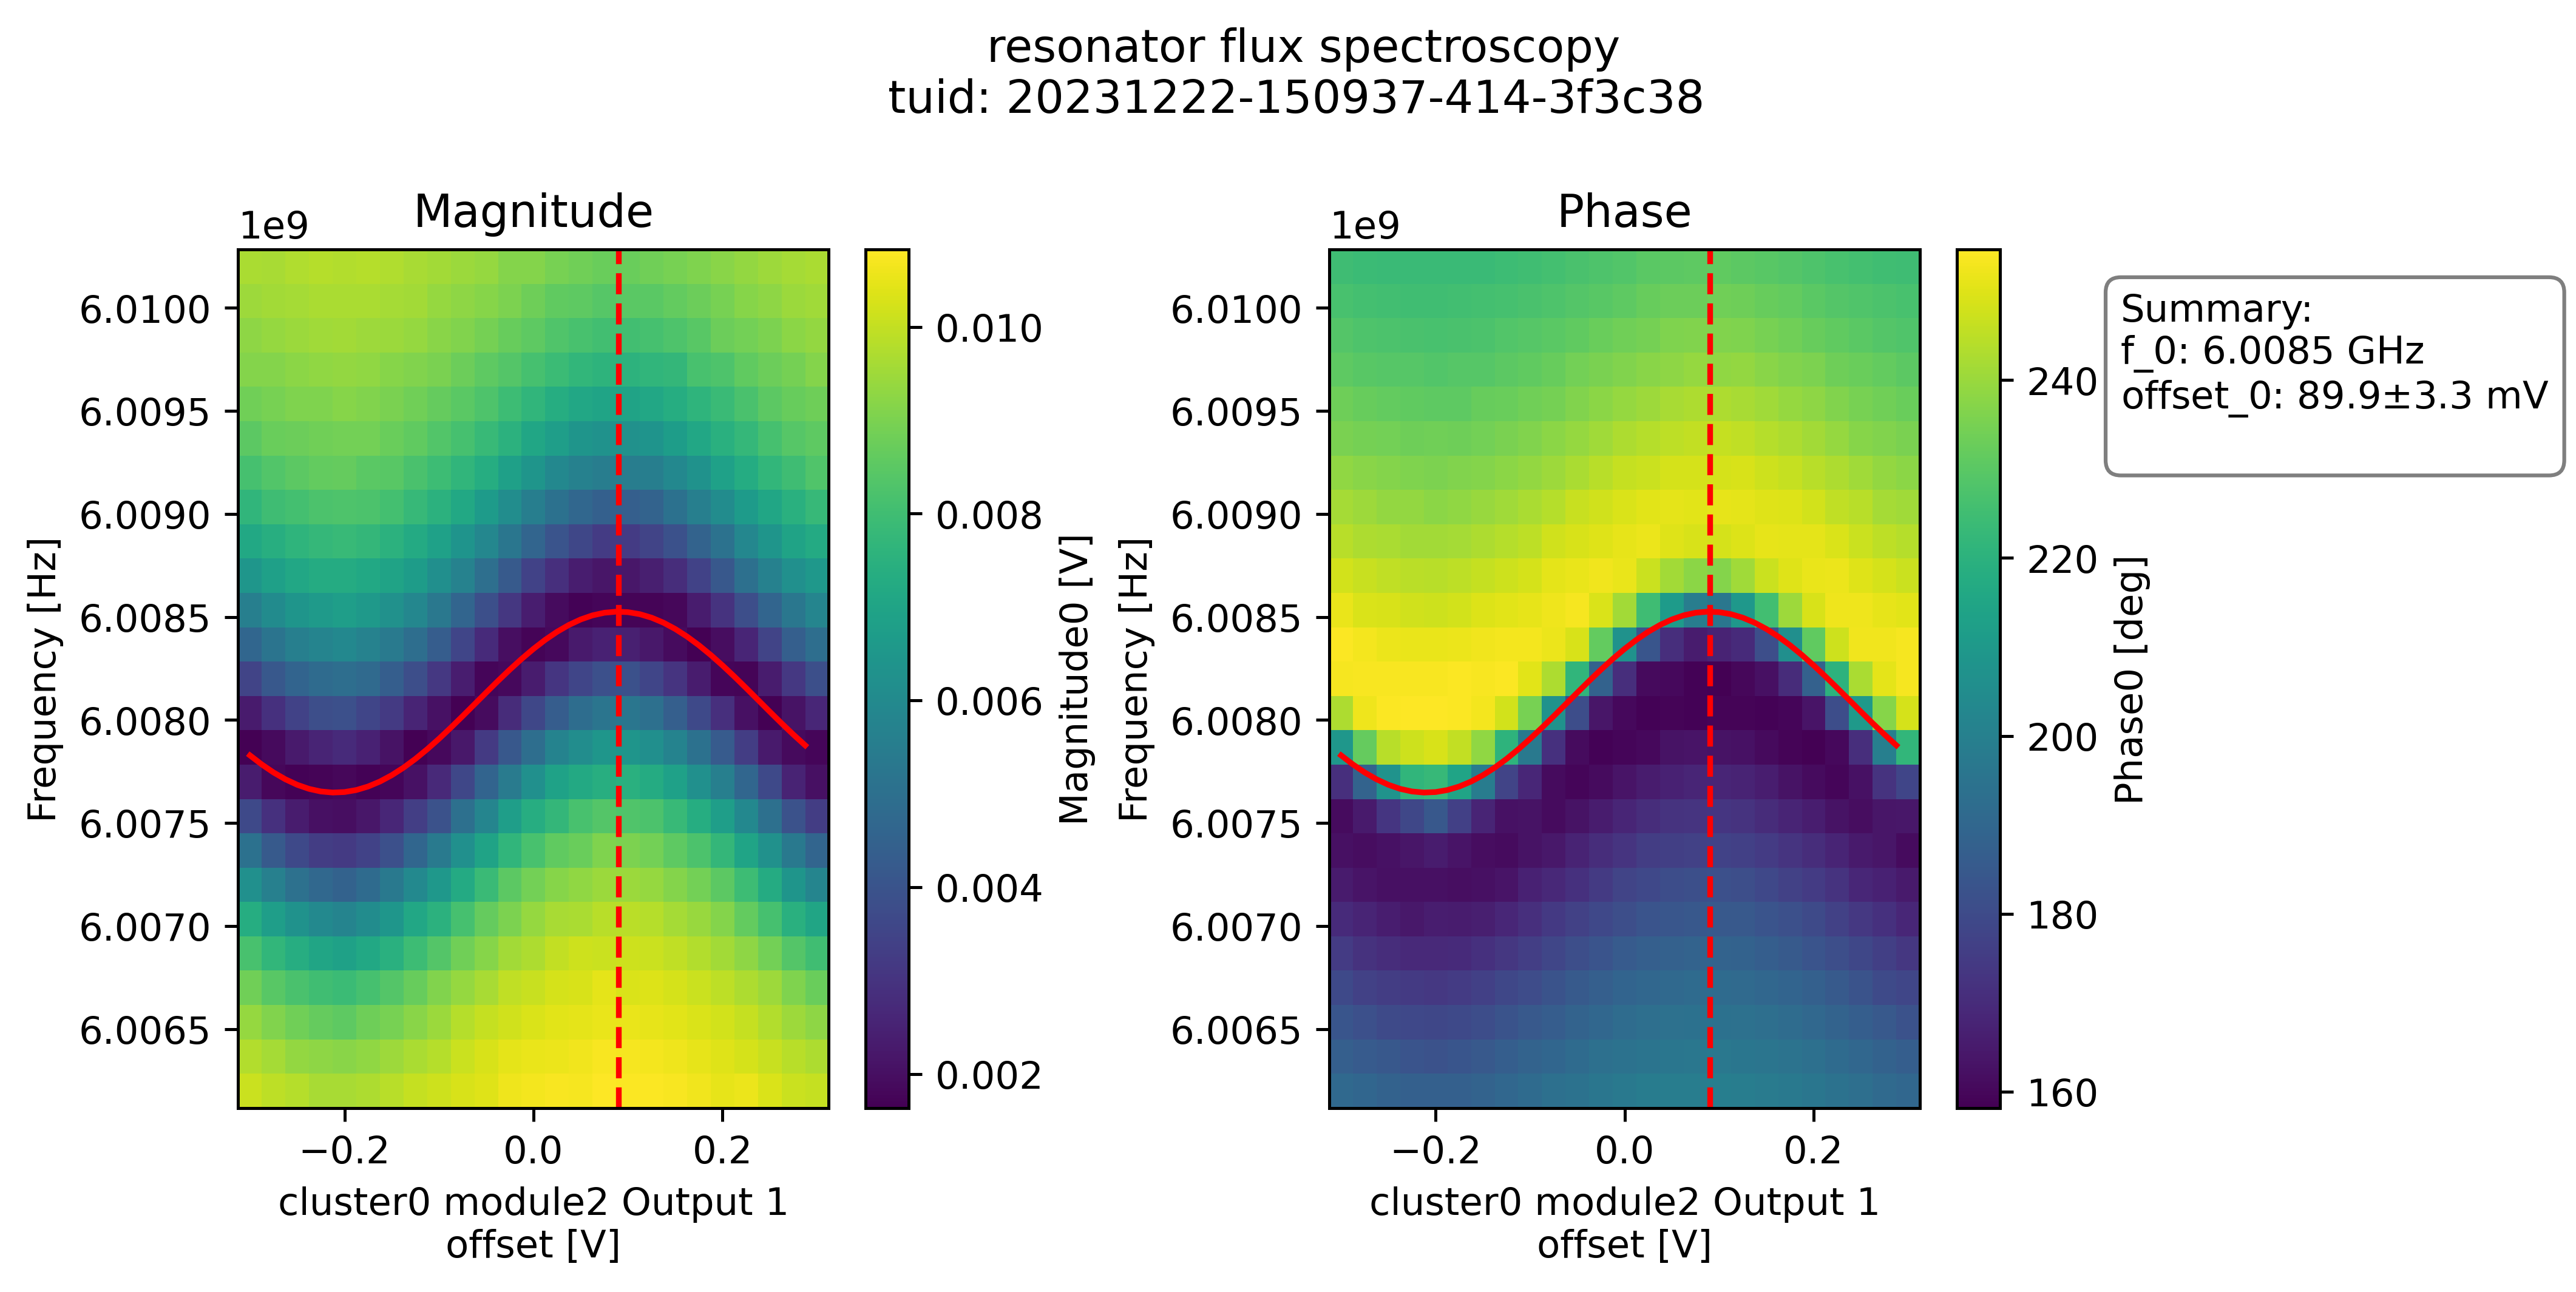 resonator flux spectroscopy
tuid: 20231222-150937-414-3f3c38
Magnitude
1e9
6.0100
6.0095
6.0090
6.0085
6.0080
6.0075
6.0070
6.0065
Frequency [Hz]
−0.2
0.0
0.2
cluster0 module2 Output 1
offset [V]
0.010
0.008
0.006
0.004
0.002
Magnitude0 [V]
Phase
1e9
6.0100
6.0095
6.0090
6.0085
6.0080
6.0075
6.0070
6.0065
Frequency [Hz]
−0.2
0.0
0.2
cluster0 module2 Output 1
offset [V]
240
220
200
180
160
Phase0 [deg]
Summary:
f_0: 6.0085 GHz
offset_0: 89.9±3.3 mV